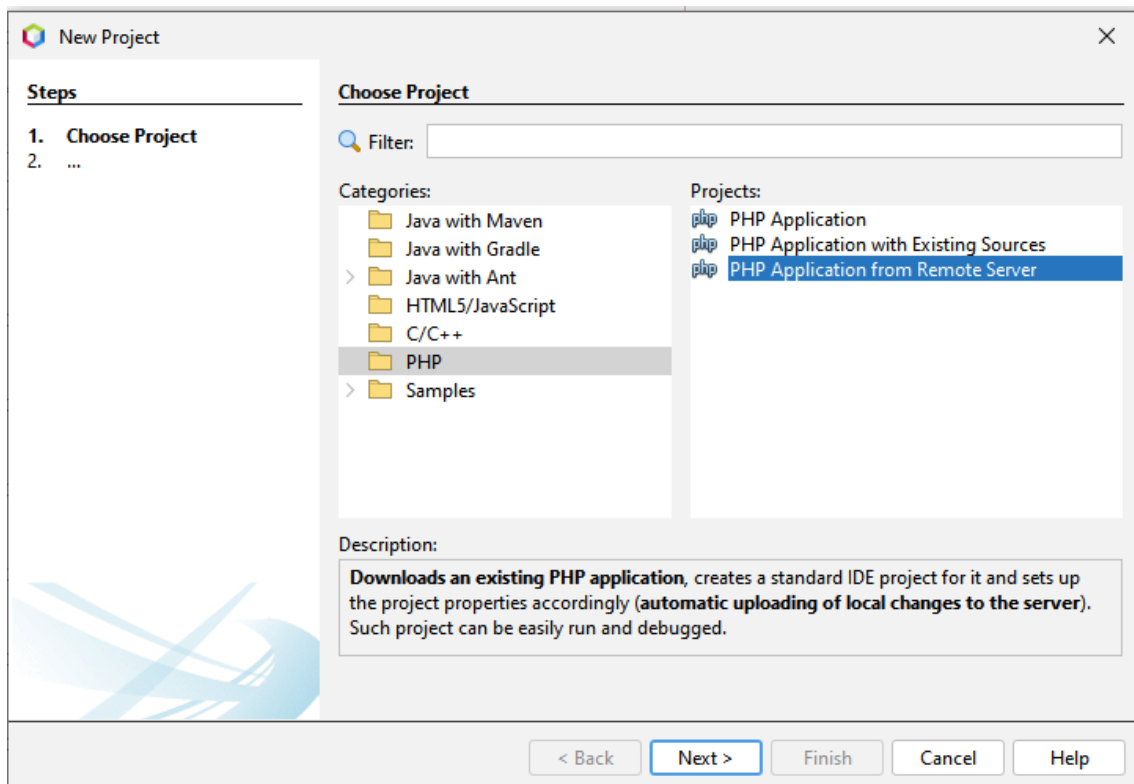 New Project
Steps
1. Choose Project
2. ...
Choose Project
Filter:
Categories:
Java with Maven
Java with Gradle
Java with Ant
HTML5/JavaScript
C/C++
PHP
Samples
Projects:
php PHP Application
php PHP Application with Existing Sources
php PHP Application from Remote Server
Description:
Downloads an existing PHP application, creates a standard IDE project for it and sets up
the project properties accordingly (automatic uploading of local changes to the server).
Such project can be easily run and debugged.
< Back Next > Finish Cancel Help